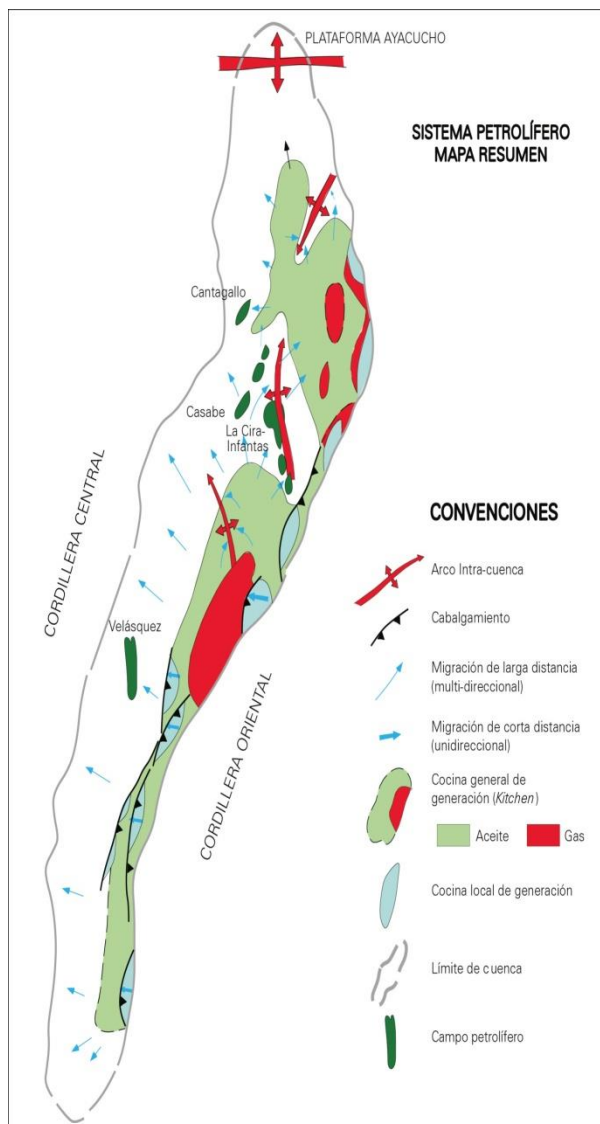 PLATAFORMA AYACUCHO
SISTEMA PETROLÍFERO
MAPA RESUMEN
Cantagallo
Casabe
La Cira-
Infantas
CORDILLERA CENTRAL
Velásquez
CORDILLERA ORIENTAL
CONVENCIONES
Arco Intra-cuenca
Cabalgamiento
Migración de larga distancia
(multi-direccional)
Migración de corta distancia
(unidireccional)
Cocina general de
generación (Kitchen)
Aceite
Gas
Cocina local de generación
Límite de cuenca
Campo petrolífero